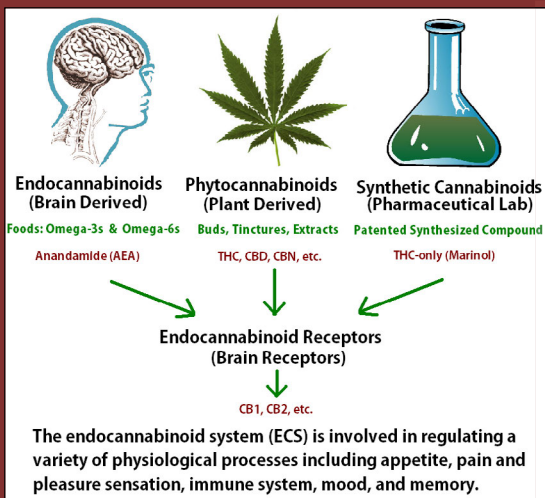 Endocannabinoids
(Brain Derived)
Foods: Omega-3s & Omega-6s
Anandamide (AEA)
Phytocannabinoids
(Plant Derived)
Buds, Tinctures, Extracts
THC, CBD, CBN, etc.
Synthetic Cannabinoids
(Pharmaceutical Lab)
Patented Synthesized Compound
THC-only (Marinol)
Endocannabinoid Receptors
(Brain Receptors)
CB1, CB2, etc.
The endocannabinoid system (ECS) is involved in regulating a
variety of physiological processes including appetite, pain and
pleasure sensation, immune system, mood, and memory.